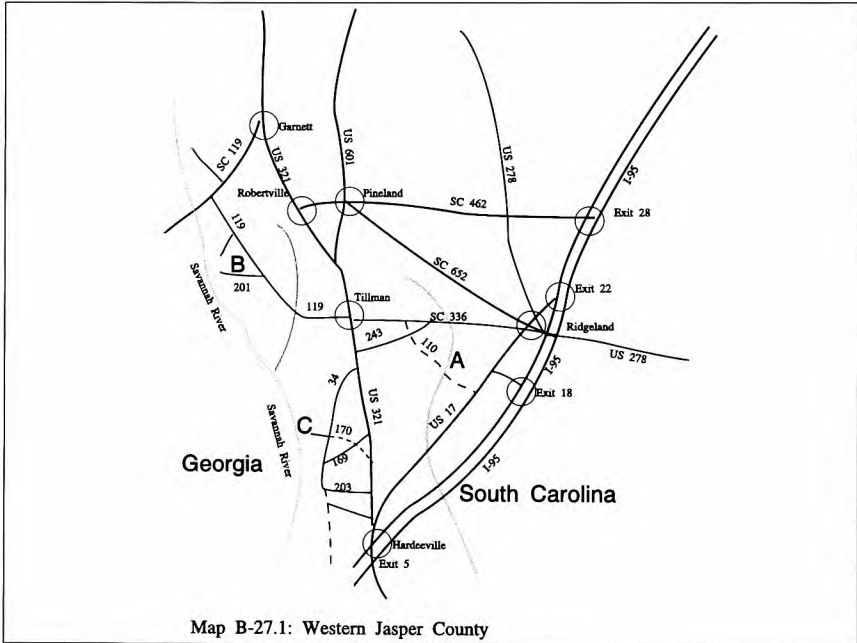 Garnett
SC 119
US 321
US 601
US 278
I-95
Robertville
Pineland
SC 462
Exit 28
119
B
201
Savannah River
SC 652
Exit 22
Tillman
119
SC 336
Ridgeland
243
110
A
US 278
I-95
34
US 321
US 17
Exit 18
Savannah River
C
170
169
I-95
Georgia
203
South Carolina
Hardeeville
Exit 5
Map B-27.1: Western Jasper County